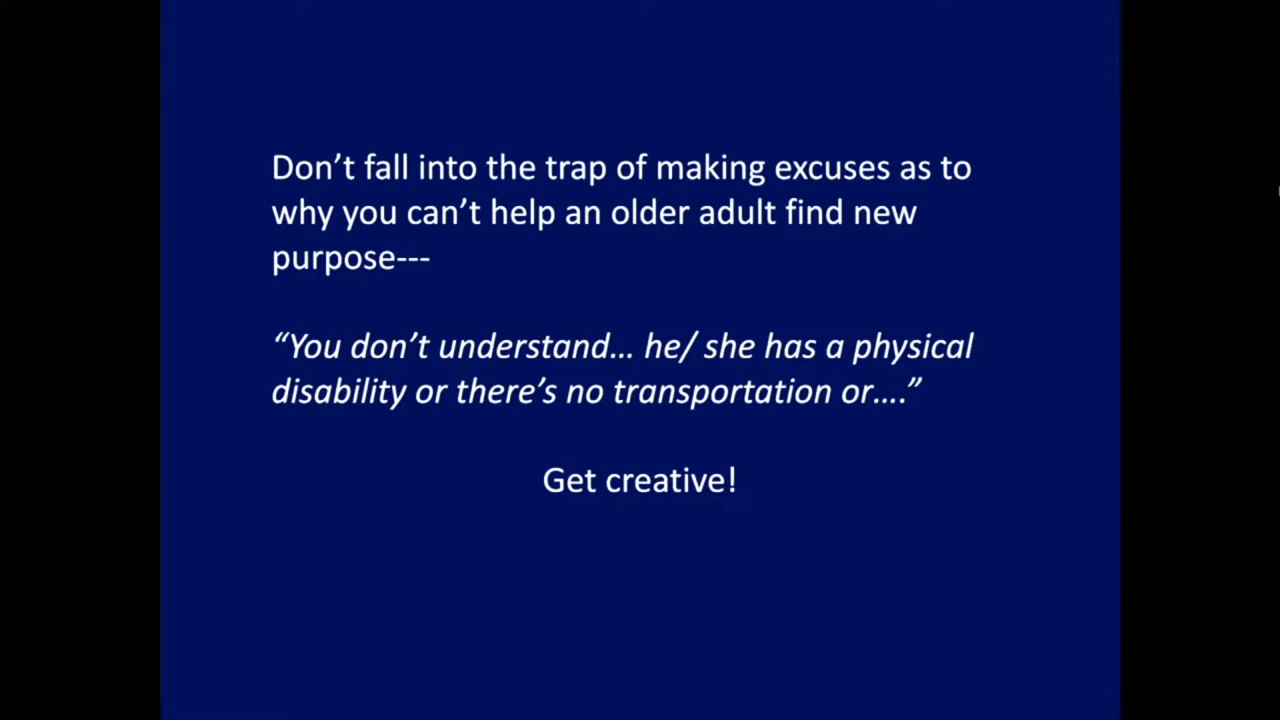 Don’t fall into the trap of making excuses as to
why you can’t help an older adult find new
purpose---
“You don’t understand… he/ she has a physical
disability or there’s no transportation or….”
Get creative!